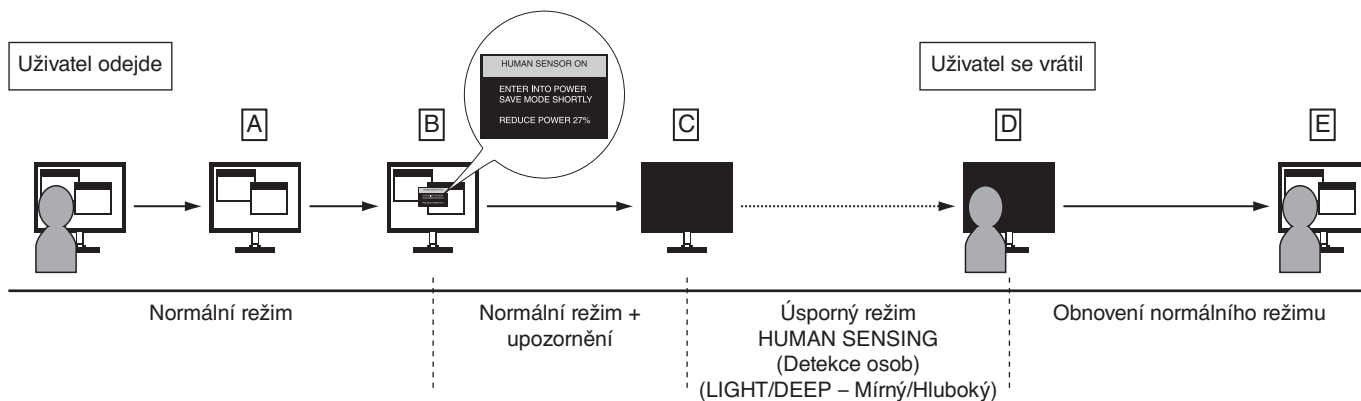 Uživatel odejde
HUMAN SENSOR ON
ENTER INTO POWER
SAVE MODE SHORTLY
REDUCE POWER 27%
Uživatel se vrátil
A
B
C
D
E
Normální režim
Normální režim +
upozornění
Úsporný režim
HUMAN SENSING
(Detekce osob)
(LIGHT/DEEP – Mírný/Hluboký)
Obnovení normálního režimu